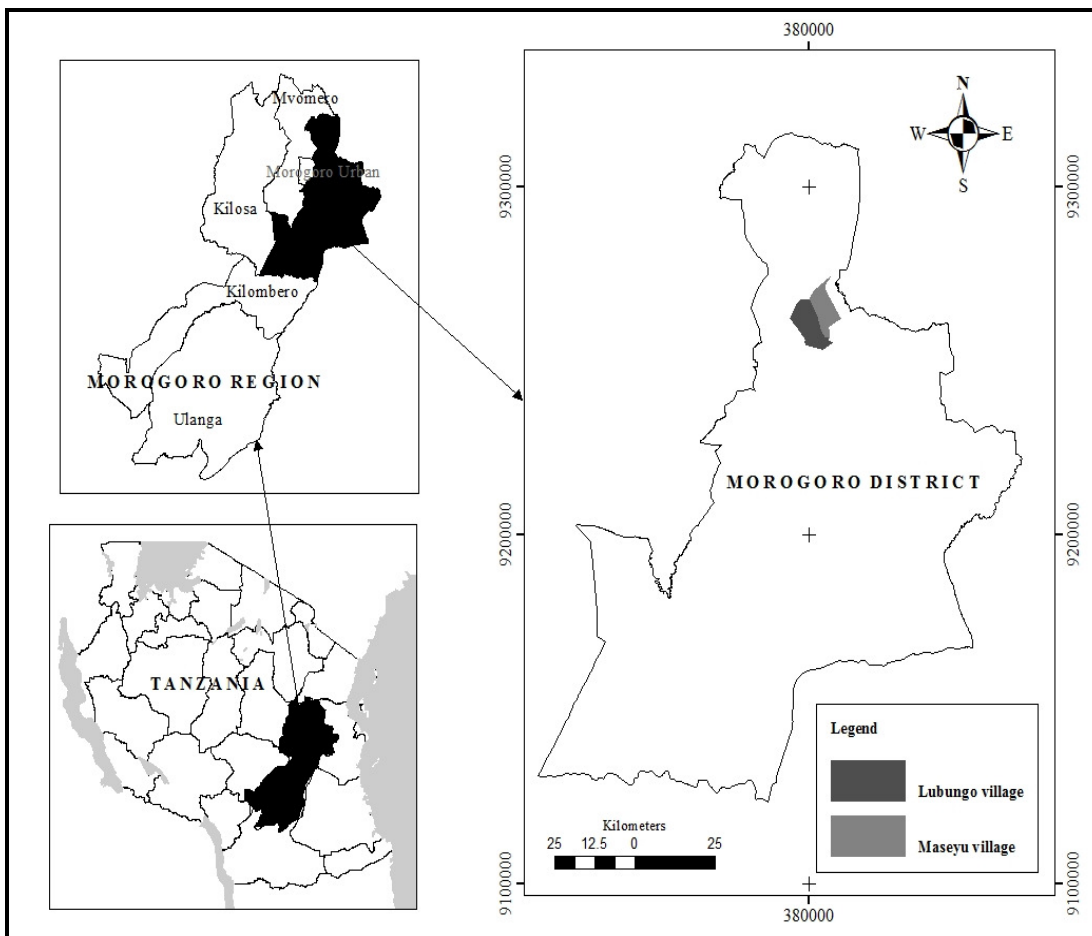 Mvomero
Morogoro Urban
Kilosa
Kilombero
MOROGORO REGION
Ulanga
TANZANIA
380000
N
W E
S
9300000
9300000
MOROGORO DISTRICT
9200000
9200000
Legend
Lubungo village
Maseyu village
Kilometers
25 12.5 0 25
9100000
9100000
380000